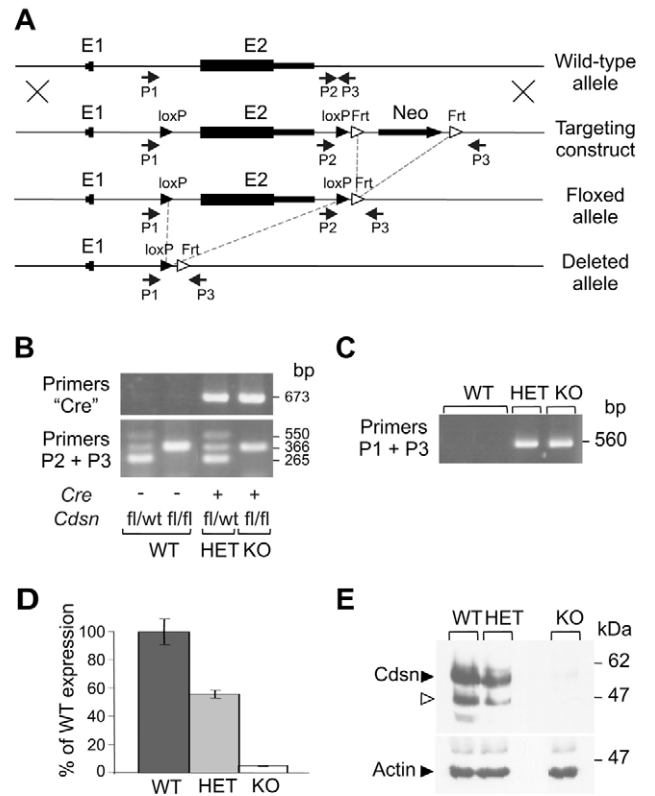 A
E1 E2
P1 P2 P3
Wild-type
allele
E1 loxP E2 loxP Frt Neo Frt
P1 P2 P3
Targeting
construct
E1 loxP E2 loxP Frt
P1 P2 P3
Floxed
allele
E1 loxP Frt
P1 P3
Deleted
allele
B
bp
Primers
“Cre”
673
Primers
P2 + P3
550
366
265
Cre - - + +
Cdsn fl/wt fl/fl fl/wt fl/fl
WT HET KO
C
WT HET KO
bp
Primers
P1 + P3
560
D
% of WT expression
100
80
60
40
20
0
WT HET KO
E
WT HET KO
kDa
Cdsn
62
47
Actin
47